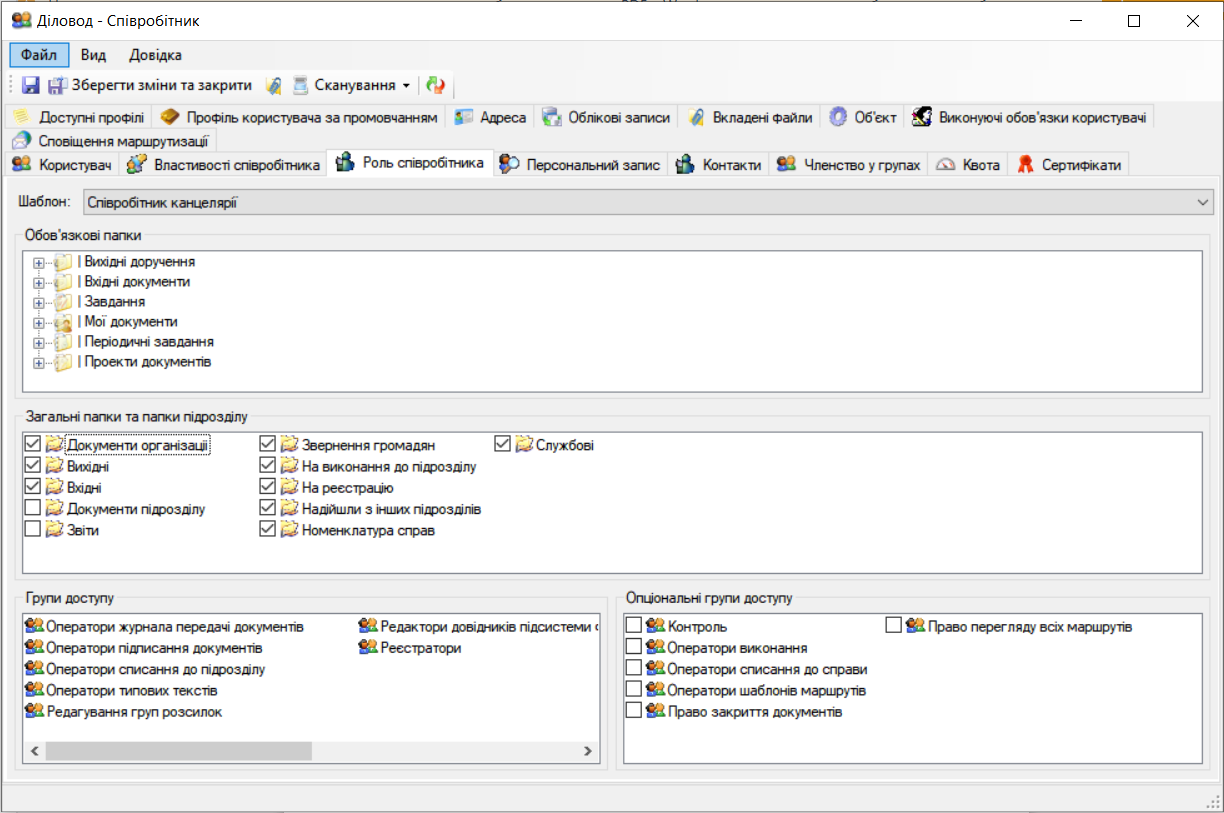 Діловод - Співробітник
Файл Вид Довідка
Зберегти зміни та закрити Сканування
Доступні профілі Профіль користувача за промовчанням Адреса Облікові записи Вкладені файли Об'єкт Виконуючі обов'язки користувачі
Сповіщення маршрутизації
Користувач Властивості співробітника Роль співробітника Персональний запис Контакти Членство у групах Квота Сертифікати
Шаблон: Співробітник канцелярії
Обов'язкові папки
| Вихідні доручення
| Вхідні документи
| Завдання
| Мої документи
| Періодичні завдання
| Проекти документів
Загальні папки та папки підрозділу
Документи організації Звернення громадян Службові
Вихідні На виконання до підрозділу
Вхідні На реєстрацію
Документи підрозділу Надійшли з інших підрозділів
Звіти Номенклатура справ
Групи доступу
Оператори журнала передачі документів Редактори довідників підсистеми
Оператори підписання документів Реєстратори
Оператори списання до підрозділу
Оператори типових текстів
Редагування груп розсилок
Опціональні групи доступу
Контроль Право перегляду всіх маршрутів
Оператори виконання
Оператори списання до справи
Оператори шаблонів маршрутів
Право закриття документів